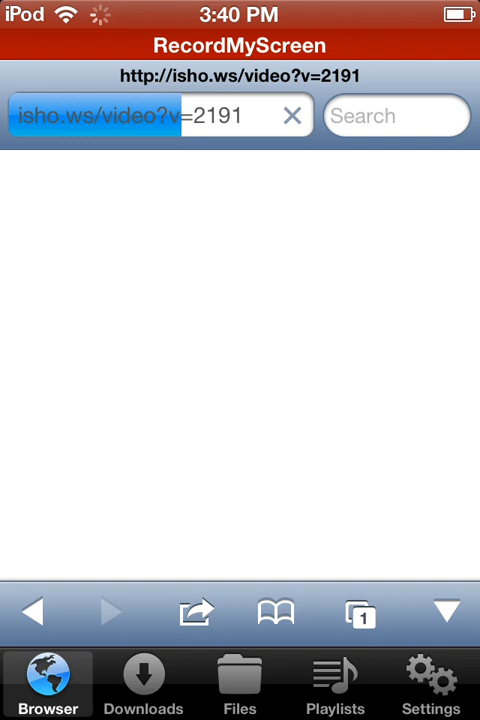 iPod 3:40 PM
RecordMyScreen
http://isho.ws/video?v=2191
isho.ws/video?v=2191 Search
1
Browser Downloads Files Playlists Settings